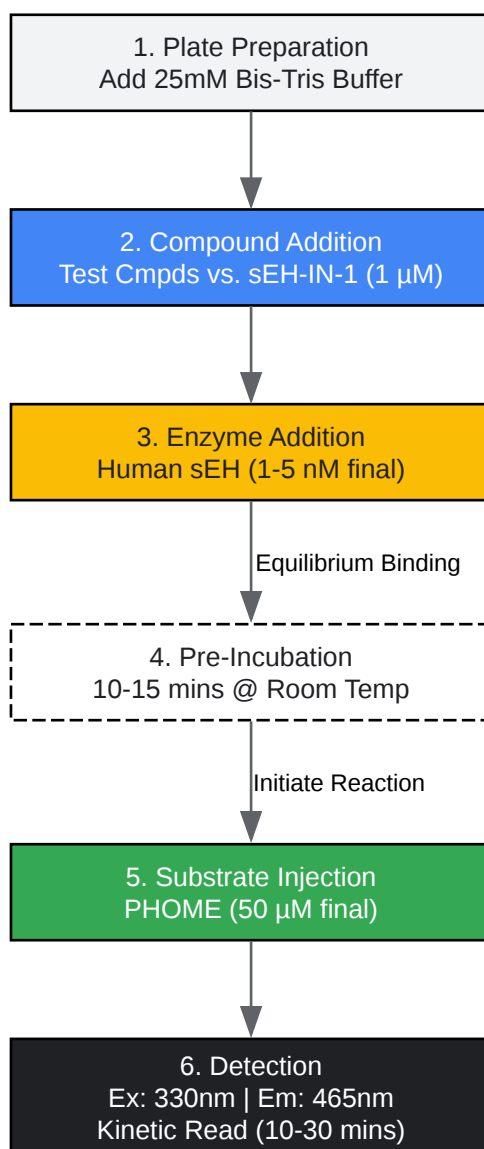 1. Plate Preparation
Add 25mM Bis-Tris Buffer
2. Compound Addition
Test Cmpds vs. sEH-IN-1 (1 µM)
3. Enzyme Addition
Human sEH (1-5 nM final)
Equilibrium Binding
4. Pre-Incubation
10-15 mins @ Room Temp
Initiate Reaction
5. Substrate Injection
PHOME (50 µM final)
6. Detection
Ex: 330nm | Em: 465nm
Kinetic Read (10-30 mins)